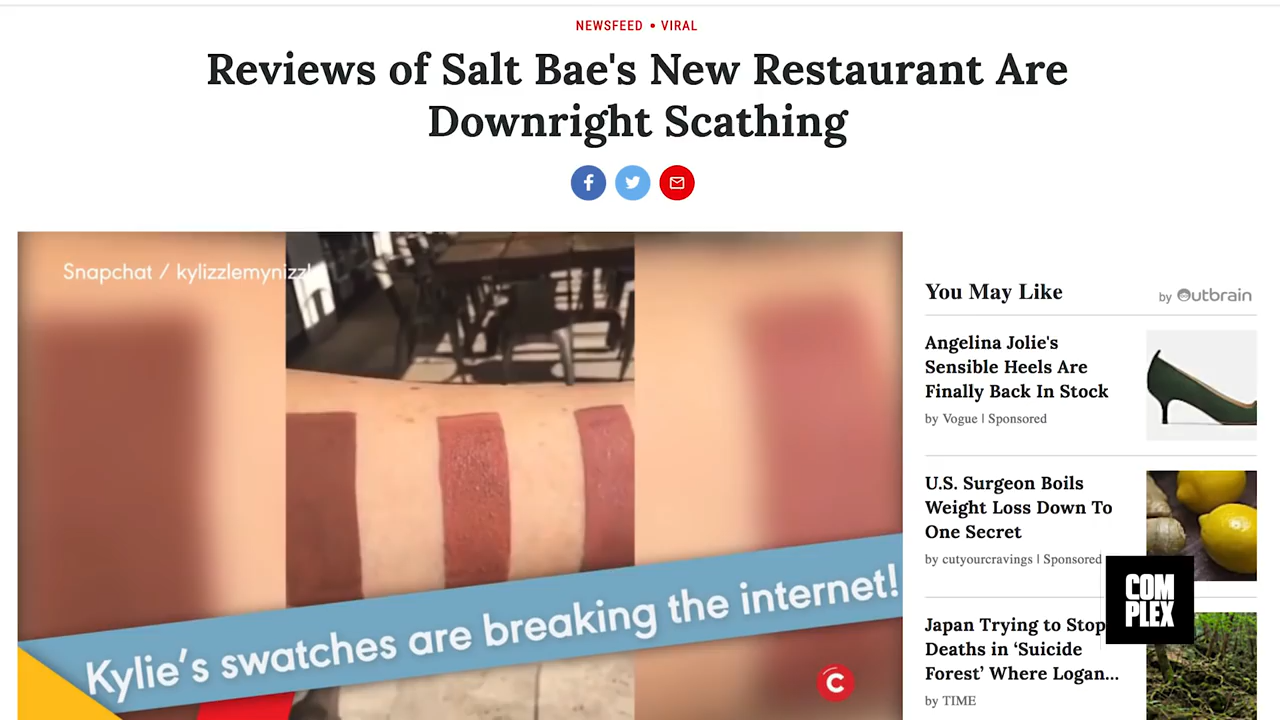 NEWSFEED • VIRAL
Reviews of Salt Bae's New Restaurant Are
Downright Scathing
Snapchat / kylizzlemynizzl
Kylie's swatches are breaking the internet!
C
You May Like
by Outbrain
Angelina Jolie's
Sensible Heels Are
Finally Back In Stock
by Vogue | Sponsored
U.S. Surgeon Boils
Weight Loss Down To
One Secret
by cutyourcravings | Sponsored
COM
PLEX
Japan Trying to Stop
Deaths in ‘Suicide
Forest’ Where Logan...
by TIME